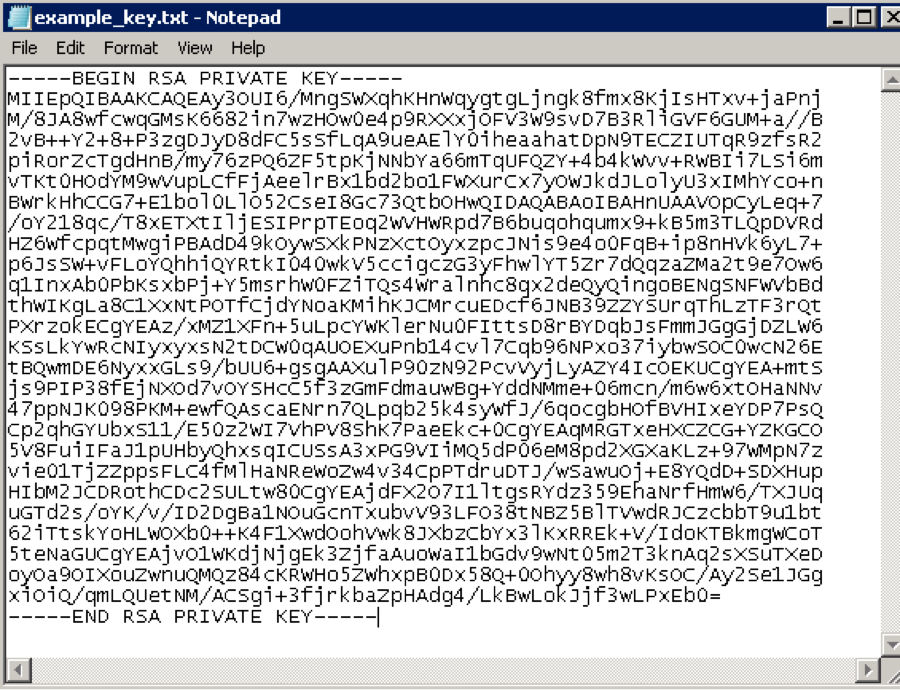 example_key.txt - Notepad
File Edit Format View Help
-----BEGIN RSA PRIVATE KEY-----
MIIEpQIBAAKCAQEAy3OUI6/MngSWXqhKHnWqygtgLjngk8fmx8KjIsHTxv+jaPnj
M/8JA8wfcwqGMsK6682in7wzHOw0e4p9RXXxjOFV3W9svD7B3RliGVF6GUM+a//B
2vB++Y2+8+P3zgDJyD8dFC5sSfLqA9ueAElY0iheaahatDpN9TECZIUTqR9zfsR2
piRorZcTgdHnB/my76zPQ6ZF5tpKjNNbYa66mTqUFQZY+4b4kWvv+RWBIi7LSi6m
vTKt0HOdYM9wVupLCfFjAeelrBx1bd2bo1FWXurCx7yOWJkdJLolyU3xIMhYco+n
BWrkHhCCG7+E1bol0LlO52CseI8Gc73QtbOHwQIDAQABAoIBAHnUAAVOpCyLeq+7
/oY218qc/T8xETXtIljESIPrpTEoq2WVHWRpd7B6buqohqumx9+kB5m3TLQpDVRd
HZ6WfcpqtMwgiPBAdD49kOywSXkPNzXctOyxzpcJNis9e4o0FqB+ip8nHVk6yL7+
p6JsSW+vFLoYQhhiQYRtkI040wkV5ccigczG3yFhwlYT5Zr7dQqzaZMa2t9e7Ow6
q1InxAb0PbKsxbPj+Y5msrhW0FZiTQs4Wralnhc8qx2deQyQingoBENgSNFWVbBd
thWIKgLa8C1XxNtPOTfCjdYNoaKMihKJCMrcuEDcf6JNB39ZZYSUrqThLzTF3rQt
PXrzokECgYEAz/xMZ1XFn+5uLpcYWKlerNu0FIttsD8rBYDqbJsFmmJGgGjDZLW6
KSsLkYwRcNIyxyxsN2tDCW0qAUOEXuPnb14cvl7Cqb96NPxo37iybwSOC0wcN26E
tBQwmDE6NyxxGLs9/bUU6+gsqAAXulP90zN92PcvVyjLyAZY4IcOEKUCgYEA+mtS
js9PIP38fEjNXOd7vOYSHcC5f3zGmFdmauwBg+YddNMme+06mcn/m6w6xtOHaNNv
47ppNJK098PKM+ewfQAscaENrn7QLpqb25k4sywfJ/6qocgbHOfBVHIxeYDP7PsQ
Cp2qhGYUbxS11/E50z2WI7VhPV8ShK7PaeEkc+0CgYEAqMRGTxeHXCZCG+YZKGCO
5V8FuiIFaJ1pUHbyQhxsqICUSsA3xPG9VIiMQ5dP06eM8pd2XGXaKLz+97wMpN7z
vie01TjZZppsFLC4fMlHaNReWoZw4v34CpPTdruDTJ/wSawuOj+E8YQdD+SDXHup
HIbM2JCDRothCDc2SULtw80CgYEAjdFX2O7I1ltgsRYdz359EhaNrfHmW6/TXJUq
uGTd2s/oYK/v/ID2DgBa1NOuGcnTxubvV93LFO38tNBZ5BlTVwdRJCzcbbT9u1bt
62iTtskYoHLWOXb0++K4F1XwdOohVwk8JXbzCbYx3lKxRREk+V/IdoKTBkmgWCoT
5teNaGUCgYEAjvO1WKdjNjgEk3ZjfaAuoWaI1bGdv9wNt05m2T3knAq2sXSuTXeD
oyOa9OIXouZwnuQMQz84cKRWHo5ZWhxpB0Dx58Q+0Ohyy8wh8vKsOC/Ay2Se1JGg
xiOiQ/qmLQUetNM/ACSgi+3fjrkbaZpHAdg4/LkBwLokJjf3wLPxEb0=
-----END RSA PRIVATE KEY-----